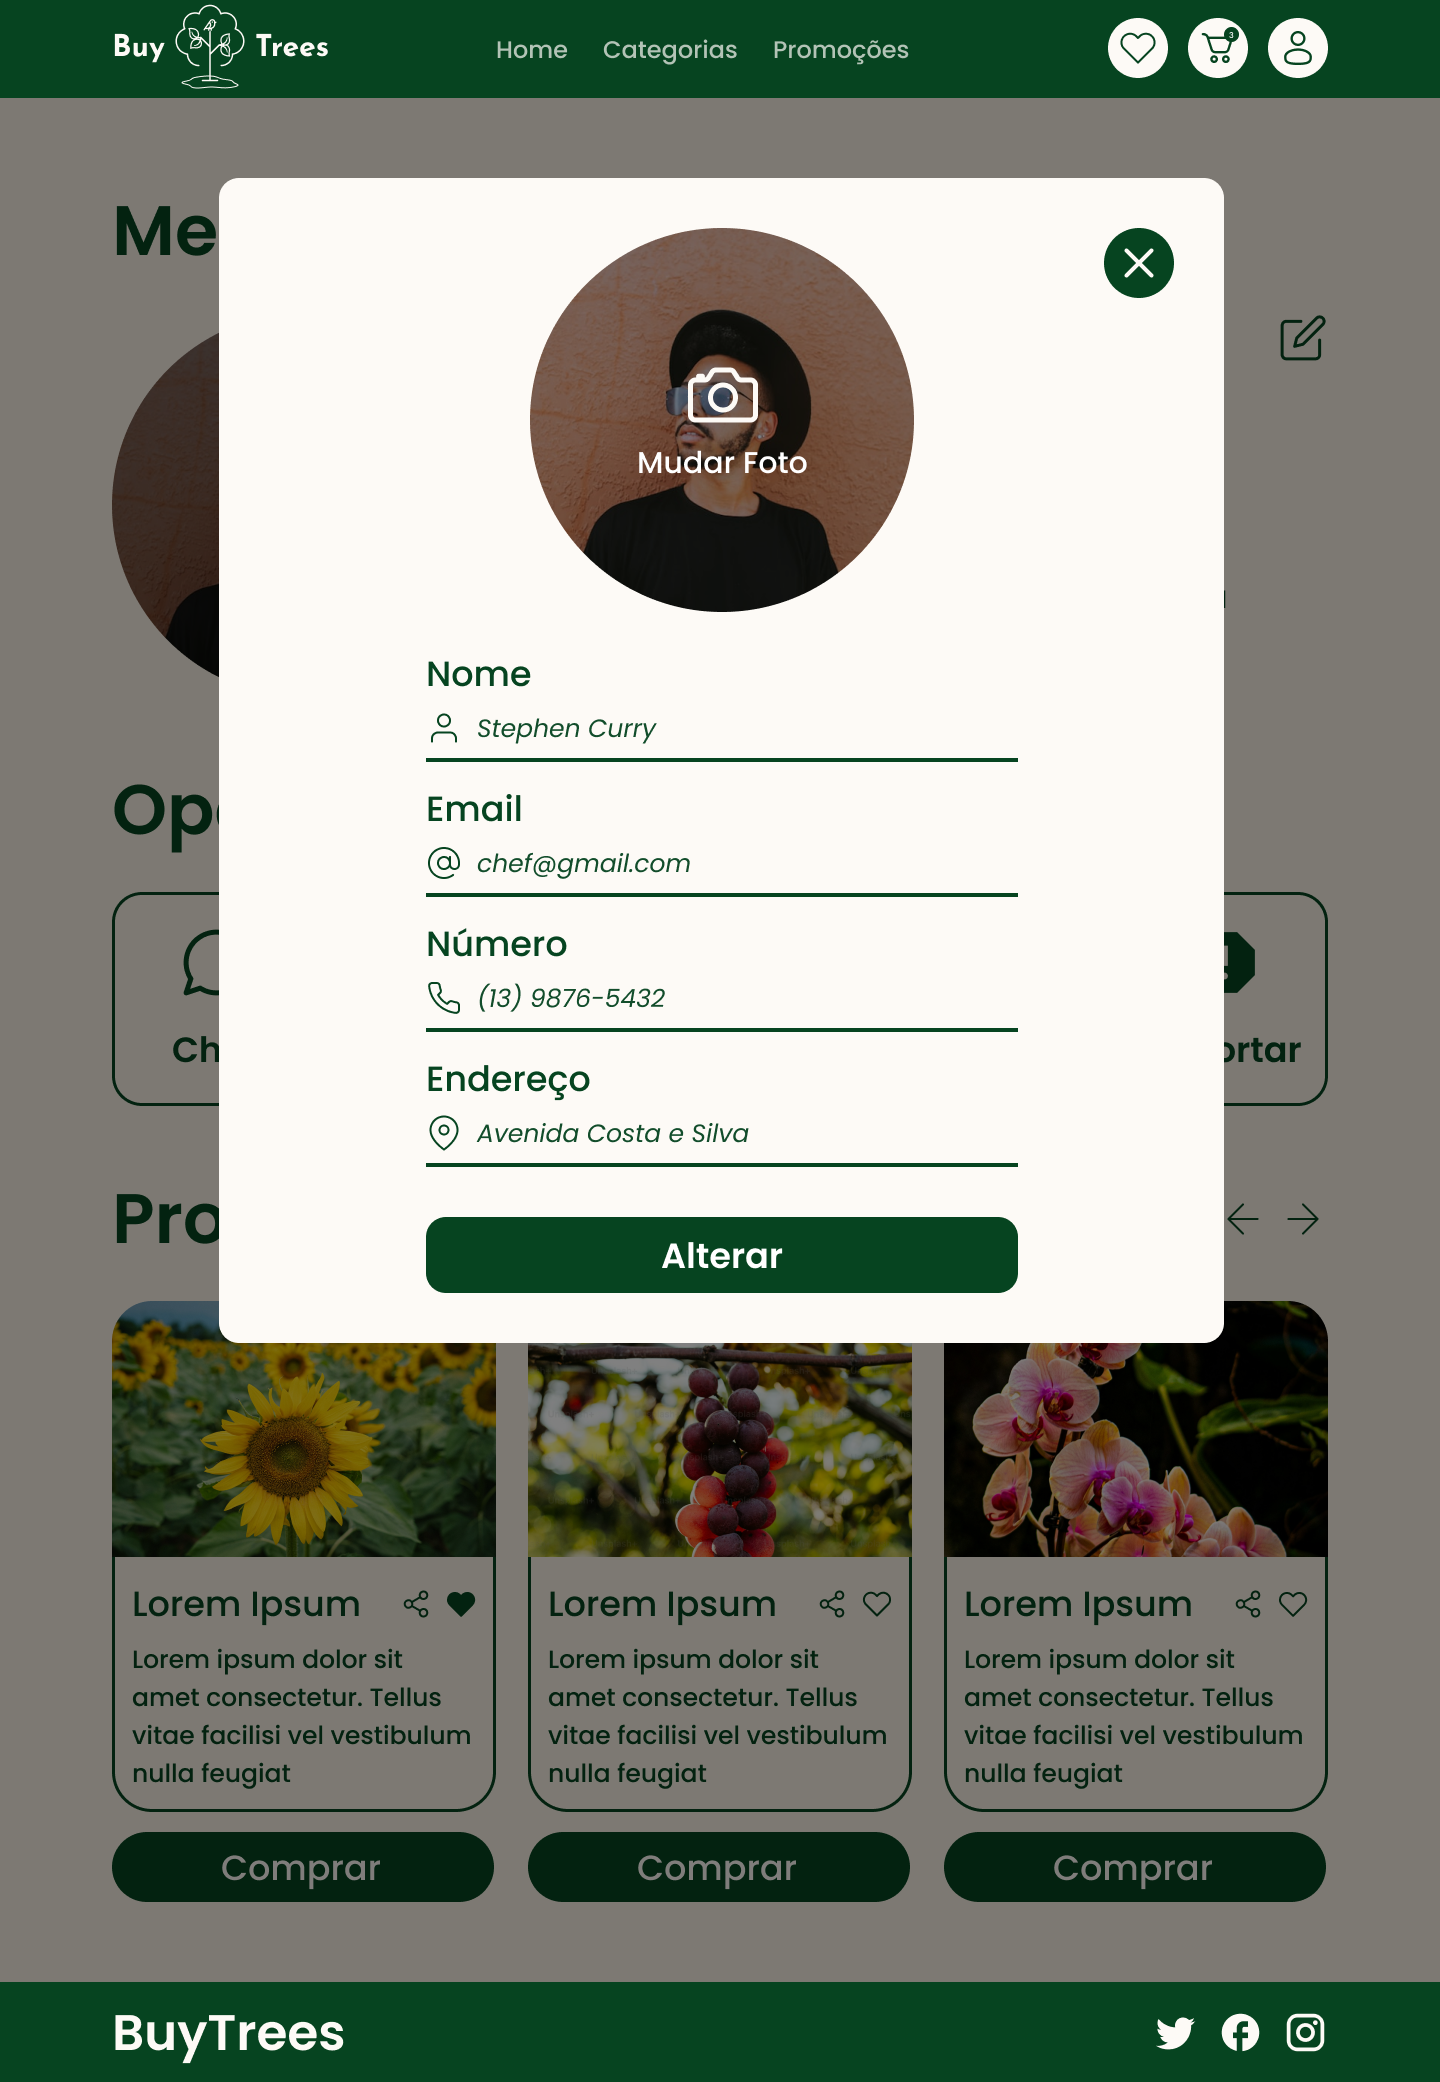 Buy Trees
Home Categorias Promoções
3
Me
Mudar Foto
Nome
Stephen Curry
Email
chef@gmail.com
Ope
Número
(13) 9876-5432
Ch
ortar
Endereço
Avenida Costa e Silva
Pro
Alterar
Lorem Ipsum
Lorem ipsum dolor sit
amet consectetur. Tellus
vitae facilisi vel vestibulum
nulla feugiat
Comprar
Lorem Ipsum
Lorem ipsum dolor sit
amet consectetur. Tellus
vitae facilisi vel vestibulum
nulla feugiat
Comprar
Lorem Ipsum
Lorem ipsum dolor sit
amet consectetur. Tellus
vitae facilisi vel vestibulum
nulla feugiat
Comprar
BuyTrees